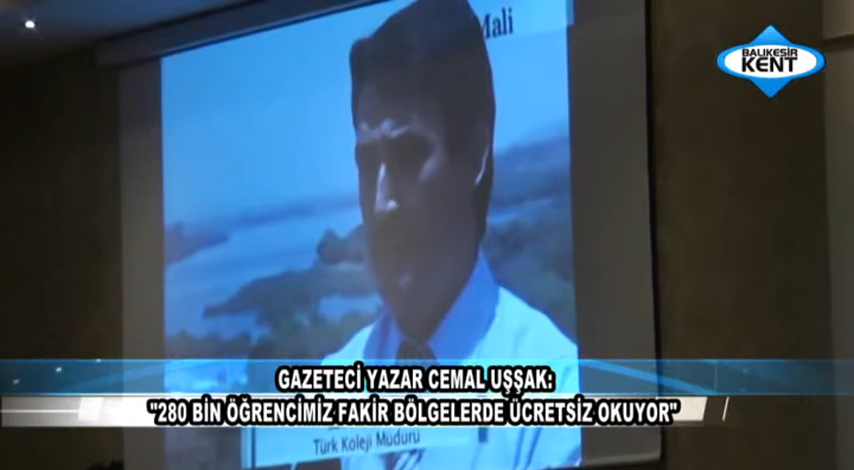 Mali
BALIKESİR
KENT
GAZETECİ YAZAR CEMAL UŞŞAK:
"280 BİN ÖĞRENCİMİZ FAKİR BÖLGELERDE ÜCRETSİZ OKUYOR"
Türk Koleji Müdürü